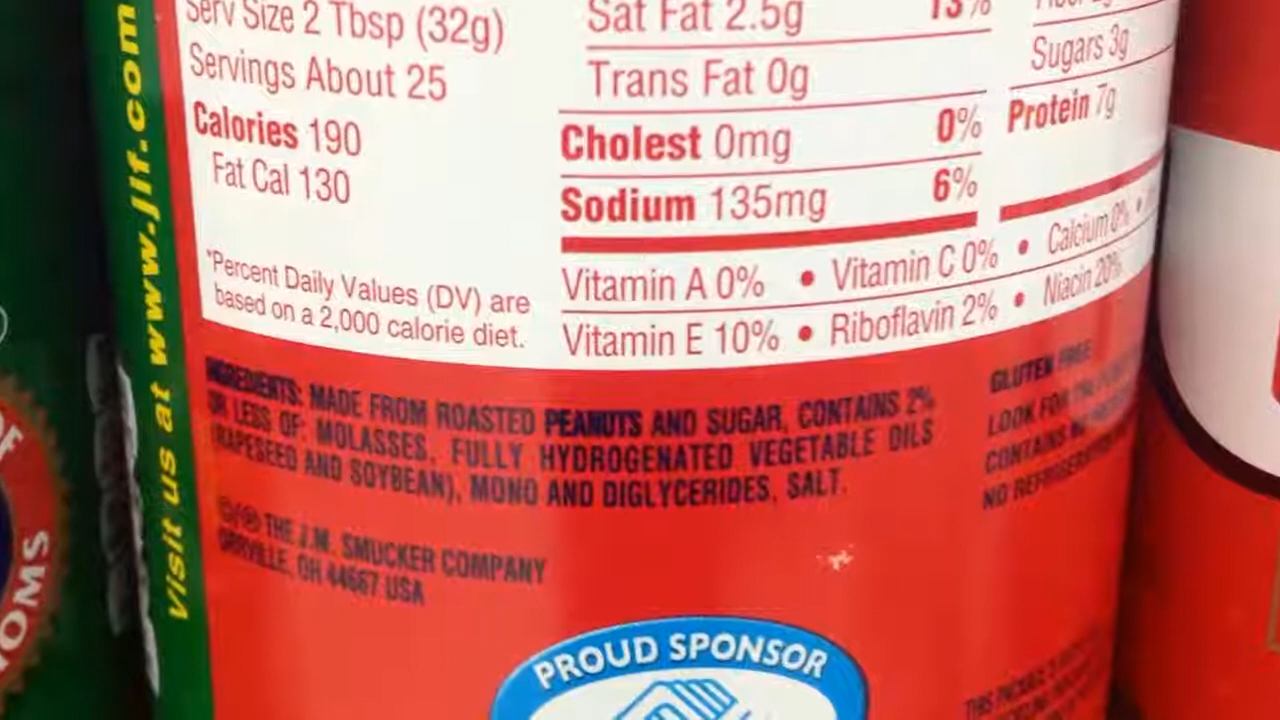 Serv Size 2 Tbsp (32g)
Servings About 25
Calories 190
Fat Cal 130
*Percent Daily Values (DV) are
based on a 2,000 calorie diet.
Sat Fat 2.5g 13%
Trans Fat 0g
Cholest 0mg 0%
Sodium 135mg 6%
Sugars 3g
Protein 7g
Vitamin A 0% • Vitamin C 0% • Calcium 0% •
Vitamin E 10% • Riboflavin 2% • Niacin 20%
INGREDIENTS: MADE FROM ROASTED PEANUTS AND SUGAR, CONTAINS 2%
OR LESS OF: MOLASSES, FULLY HYDROGENATED VEGETABLE OILS
(RAPESEED AND SOYBEAN), MONO AND DIGLYCERIDES, SALT.
©/® THE J.M. SMUCKER COMPANY
ORRVILLE, OH 44667 USA
GLUTEN FREE
LOOK FOR
CONTAINS
NO
visit us at www.jif.com
PROUD SPONSOR
THIS PACKAGE